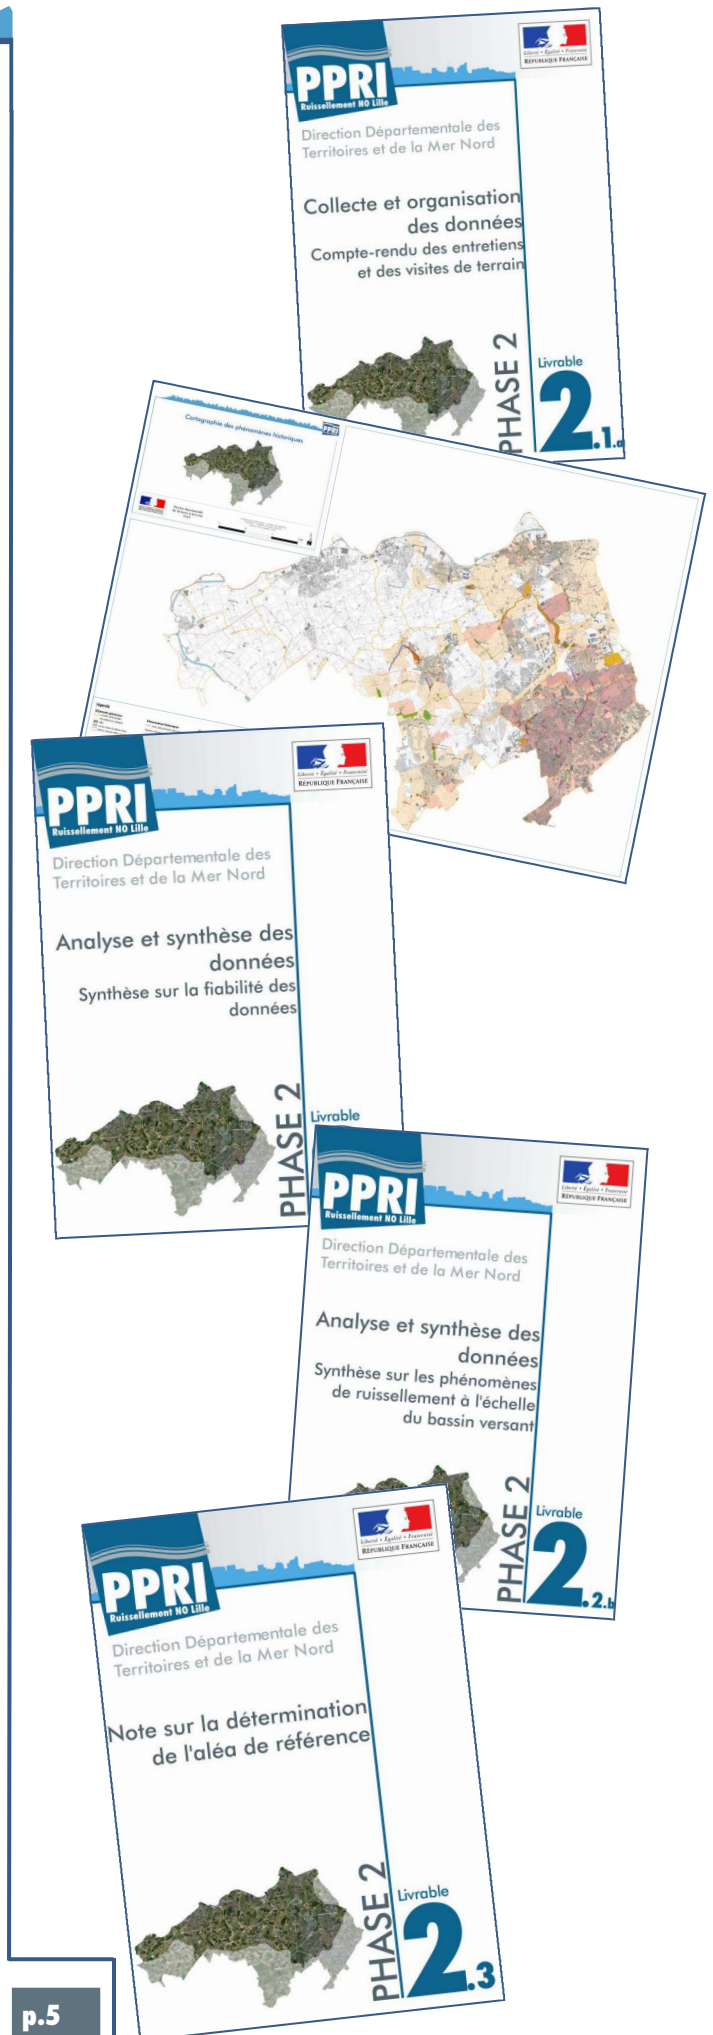 PPRI
Ruissellement NO Lille
Liberté • Égalité • Fraternité
RÉPUBLIQUE FRANÇAISE
Direction Départementale des
Territoires et de la Mer Nord
Collecte et organisation
des données
Compte-rendu des entretiens
et des visites de terrain
PHASE 2
Livrable
2.1.a
Cartographie des phénomènes historiques
PPRI
Légende
PPRI
Ruissellement NO Lille
Liberté • Égalité • Fraternité
RÉPUBLIQUE FRANÇAISE
Direction Départementale des
Territoires et de la Mer Nord
Analyse et synthèse des
données
Synthèse sur la fiabilité des
données
PHASE 2
Livrable
PPRI
Ruissellement NO Lille
Liberté • Égalité • Fraternité
RÉPUBLIQUE FRANÇAISE
Direction Départementale des
Territoires et de la Mer Nord
Analyse et synthèse des
données
Synthèse sur les phénomènes
de ruissellement à l'échelle
du bassin versant
PHASE 2
Livrable
2.2.b
PPRI
Ruissellement NO Lille
Liberté • Égalité • Fraternité
RÉPUBLIQUE FRANÇAISE
Direction Départementale des
Territoires et de la Mer Nord
Note sur la détermination
de l'aléa de référence
PHASE 2
Livrable
2.3
p.5